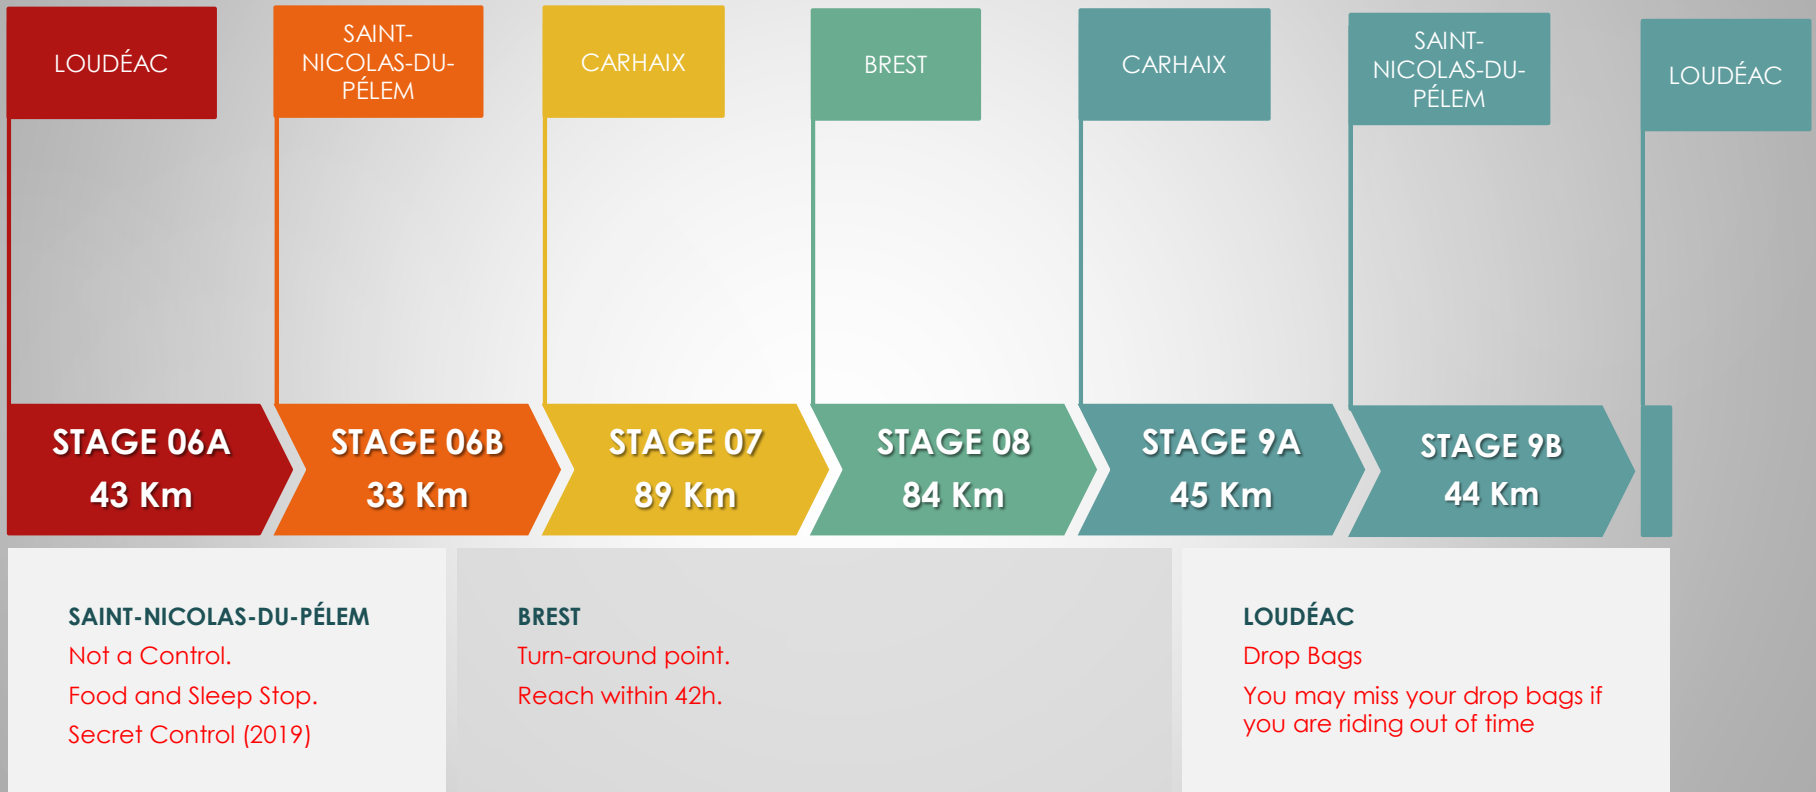 LOUDÉAC
SAINT-
NICOLAS-DU-
PÉLEM
CARHAIX
BREST
CARHAIX
SAINT-
NICOLAS-DU-
PÉLEM
LOUDÉAC
STAGE 06A
43 Km
STAGE 06B
33 Km
STAGE 07
89 Km
STAGE 08
84 Km
STAGE 9A
45 Km
STAGE 9B
44 Km
SAINT-NICOLAS-DU-PÉLEM
Not a Control.
Food and Sleep Stop.
Secret Control (2019)
BREST
Turn-around point.
Reach within 42h.
LOUDÉAC
Drop Bags
You may miss your drop bags if
you are riding out of time